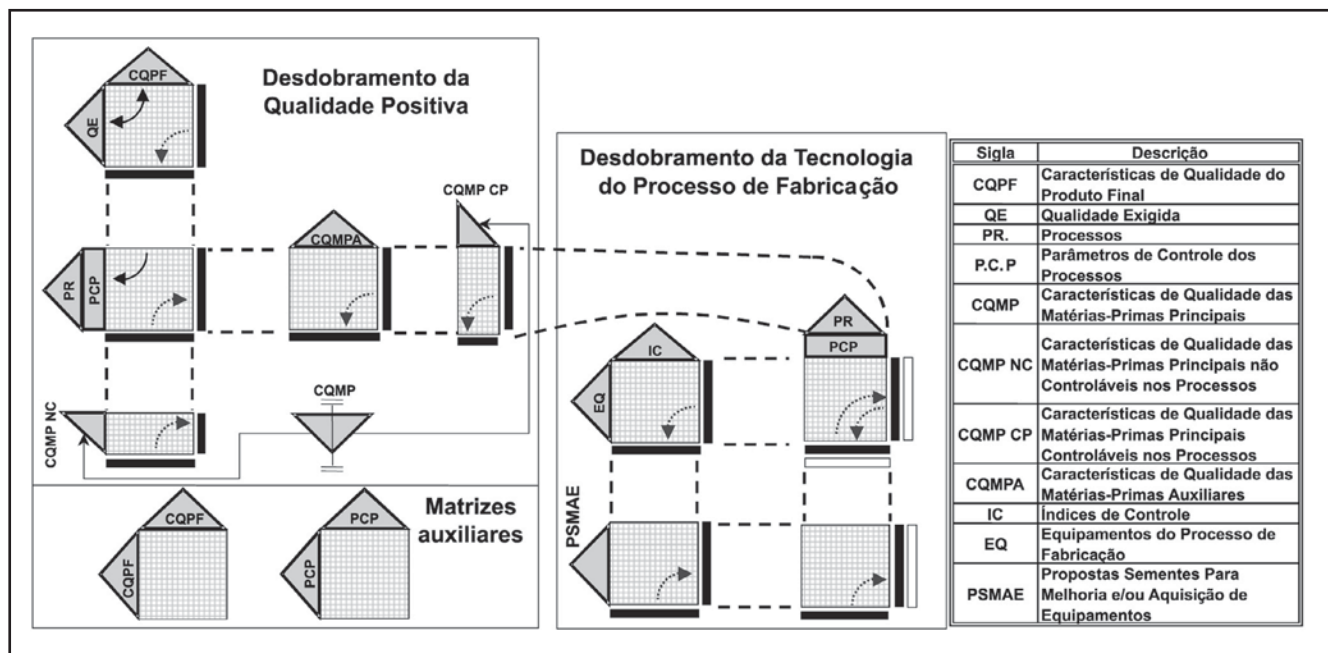 Desdobramento da
Qualidade Positiva
CQPF
QE
CQMP CP
CQMPA
PR
PCP
CQMP NC
CQMP
Matrizes
auxiliares
CQPF
CQPF
PCP
PCP
Desdobramento da Tecnologia
do Processo de Fabricação
IC
EQ
PR
PCP
PSMAE
Sigla Descrição
CQPF Características de Qualidade do
Produto Final
QE Qualidade Exigida
PR. Processos
P.C.P Parâmetros de Controle dos
Processos
CQMP Características de Qualidade das
Matérias-Primas Principais
CQMP NC Características de Qualidade das
Matérias-Primas Principais não
Controláveis nos Processos
CQMP CP Características de Qualidade das
Matérias-Primas Principais
Controláveis nos Processos
CQMPA Características de Qualidade das
Matérias-Primas Auxiliares
IC Índices de Controle
EQ Equipamentos do Processo de
Fabricação
PSMAE Propostas Sementes Para
Melhoria e/ou Aquisição de
Equipamentos